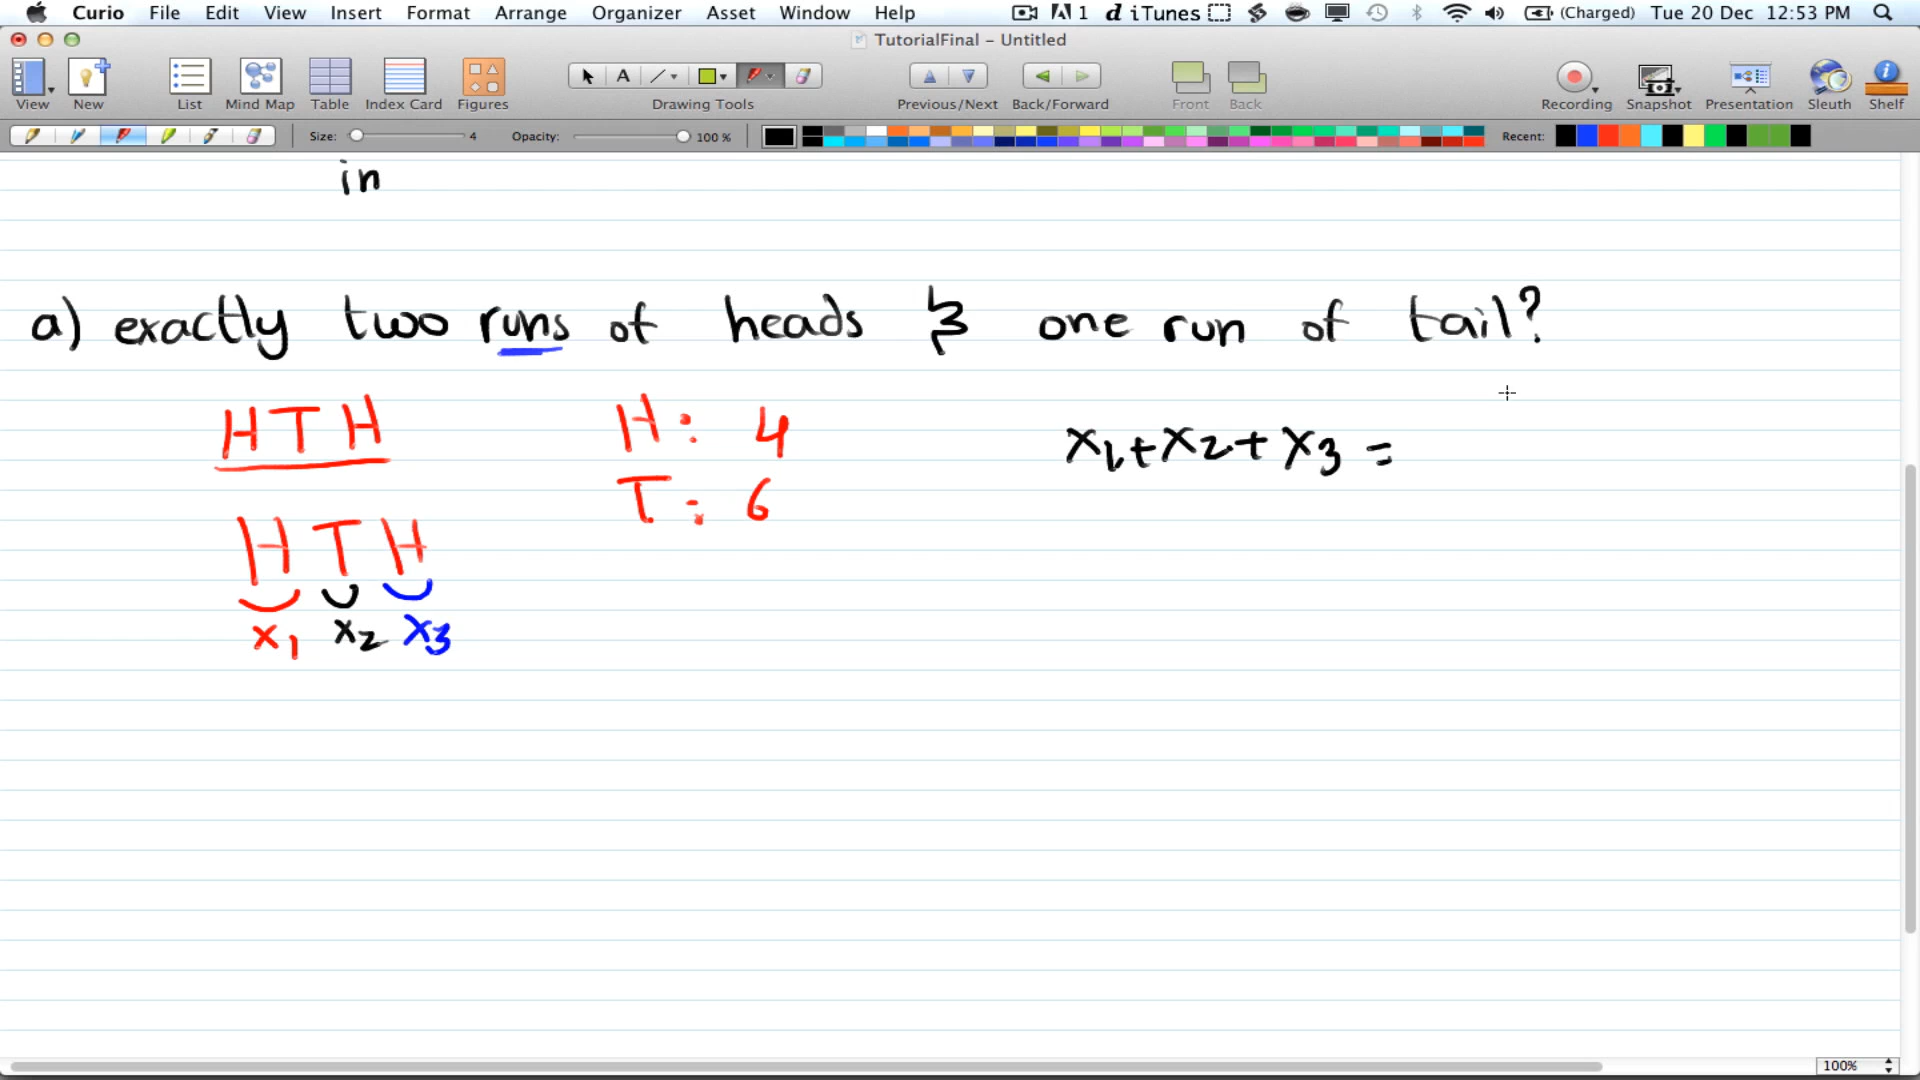 Curio File Edit View Insert Format Arrange Organizer Asset Window Help 1 d iTunes (Charged) Tue 20 Dec 12:53 PM
TutorialFinal – Untitled
View New List Mind Map Table Index Card Figures Drawing Tools Previous/Next Back/Forward Front Back Recording Snapshot Presentation Sleuth Shelf
Size: 4 Opacity: 100 % Recent:
in
a) exactly two runs of heads & one run of tail?
HTH H: 4 x1+x2+x3 =
T: 6
HTH
x1 x2 x3
100%